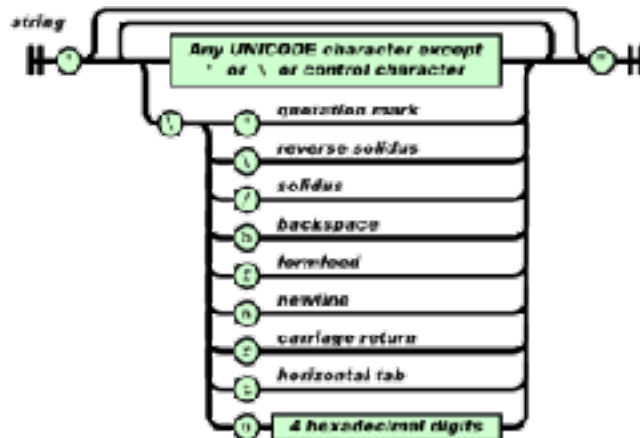 string
Any UNICODE character except
" or \ or control character
" quotation mark
\ reverse solidus
/ solidus
b backspace
f formfeed
n newline
r carriage return
t horizontal tab
u 4 hexadecimal digits